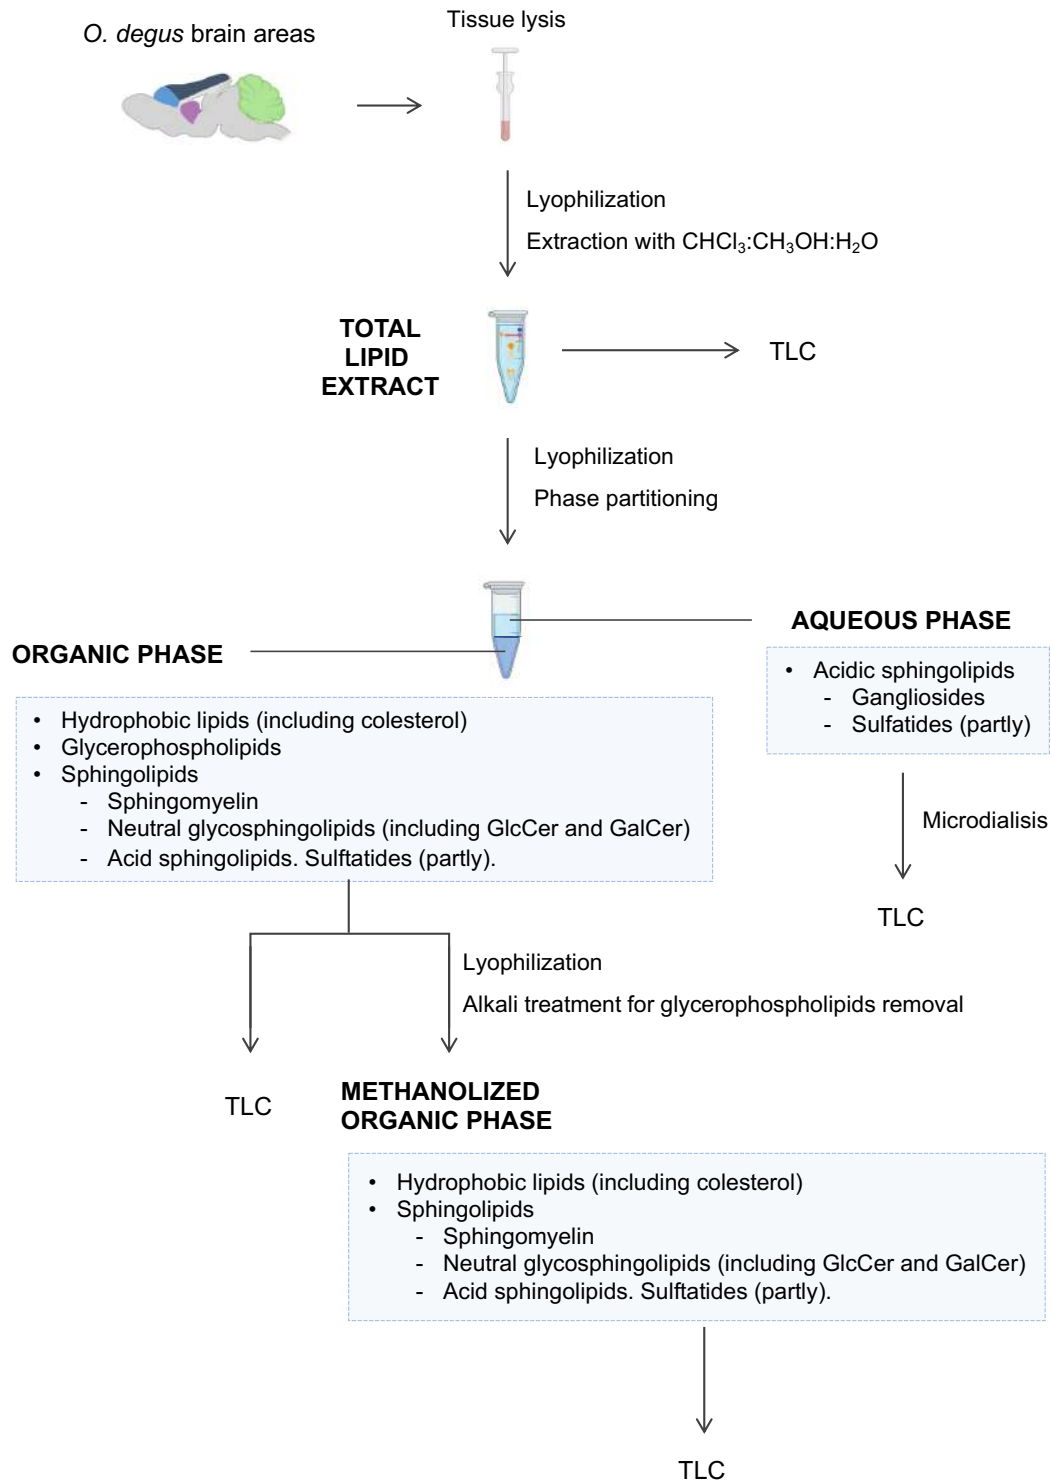 O. degus brain areas
Tissue lysis
Lyophilization
Extraction with CHCl₃:CH₃OH:H₂O
TOTAL
LIPID
EXTRACT
TLC
Lyophilization
Phase partitioning
AQUEOUS PHASE
ORGANIC PHASE
• Acidic sphingolipids
- Gangliosides
- Sulfatides (partly)
• Hydrophobic lipids (including colesterol)
• Glycerophospholipids
• Sphingolipids
- Sphingomyelin
- Neutral glycosphingolipids (including GlcCer and GalCer)
- Acid sphingolipids. Sulftatides (partly).
Microdialisis
TLC
Lyophilization
Alkali treatment for glycerophospholipids removal
TLC
METHANOLIZED
ORGANIC PHASE
• Hydrophobic lipids (including colesterol)
• Sphingolipids
- Sphingomyelin
- Neutral glycosphingolipids (including GlcCer and GalCer)
- Acid sphingolipids. Sulftatides (partly).
TLC